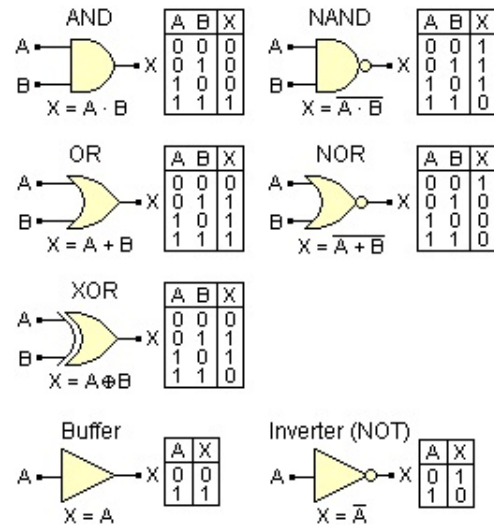 AND
A B X
0 0 0
0 1 0
1 0 0
1 1 1
A
B
X
X = A · B
NAND
A B X
0 0 1
0 1 1
1 0 1
1 1 0
A
B
X
X = A̅ ̅·̅ ̅B̅
OR
A B X
0 0 0
0 1 1
1 0 1
1 1 1
A
B
X
X = A + B
NOR
A B X
0 0 1
0 1 0
1 0 0
1 1 0
A
B
X
X = A̅ ̅+̅ ̅B̅
XOR
A B X
0 0 0
0 1 1
1 0 1
1 1 0
A
B
X
X = A⊕B
Buffer
A X
0 0
1 1
A
X
X = A
Inverter (NOT)
A X
0 1
1 0
A
X
X = A̅